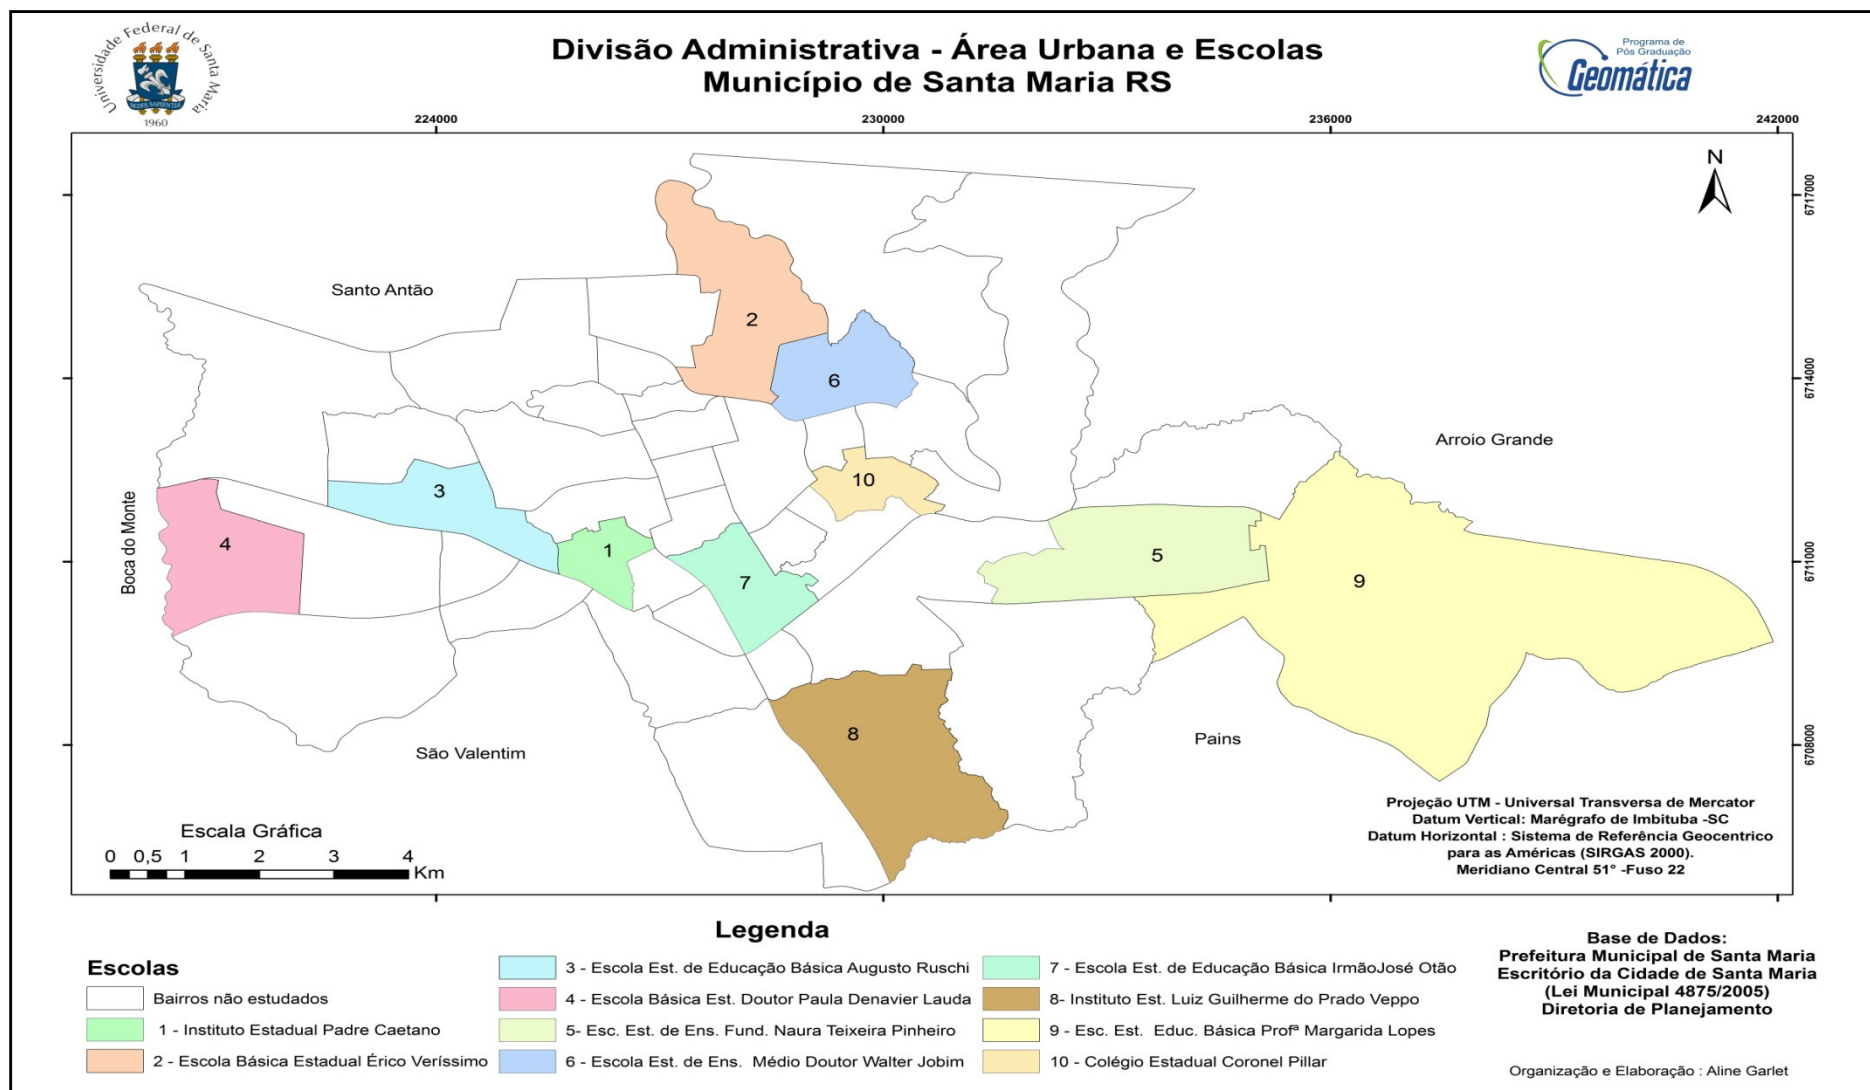 Universidade Federal de Santa Maria
SEDES SAPIENTIAE
1960
Divisão Administrativa - Área Urbana e Escolas
Município de Santa Maria RS
Programa de
Pós Graduação
Geomática
224000
230000
236000
242000
N
6717000
6714000
6711000
6708000
Santo Antão
Arroio Grande
Boca do Monte
São Valentim
Pains
2
6
3
10
4
1
7
5
9
8
Escala Gráfica
0 0,5 1 2 3 4
Km
Projeção UTM - Universal Transversa de Mercator
Datum Vertical: Marégrafo de Imbituba -SC
Datum Horizontal : Sistema de Referência Geocentrico
para as Américas (SIRGAS 2000).
Meridiano Central 51° -Fuso 22
Legenda
Escolas
Bairros não estudados
1 - Instituto Estadual Padre Caetano
2 - Escola Básica Estadual Érico Veríssimo
3 - Escola Est. de Educação Básica Augusto Ruschi
4 - Escola Básica Est. Doutor Paula Denavier Lauda
5- Esc. Est. de Ens. Fund. Naura Teixeira Pinheiro
6 - Escola Est. de Ens. Médio Doutor Walter Jobim
7 - Escola Est. de Educação Básica IrmãoJosé Otão
8- Instituto Est. Luiz Guilherme do Prado Veppo
9 - Esc. Est. Educ. Básica Profª Margarida Lopes
10 - Colégio Estadual Coronel Pillar
Base de Dados:
Prefeitura Municipal de Santa Maria
Escritório da Cidade de Santa Maria
(Lei Municipal 4875/2005)
Diretoria de Planejamento
Organização e Elaboração : Aline Garlet